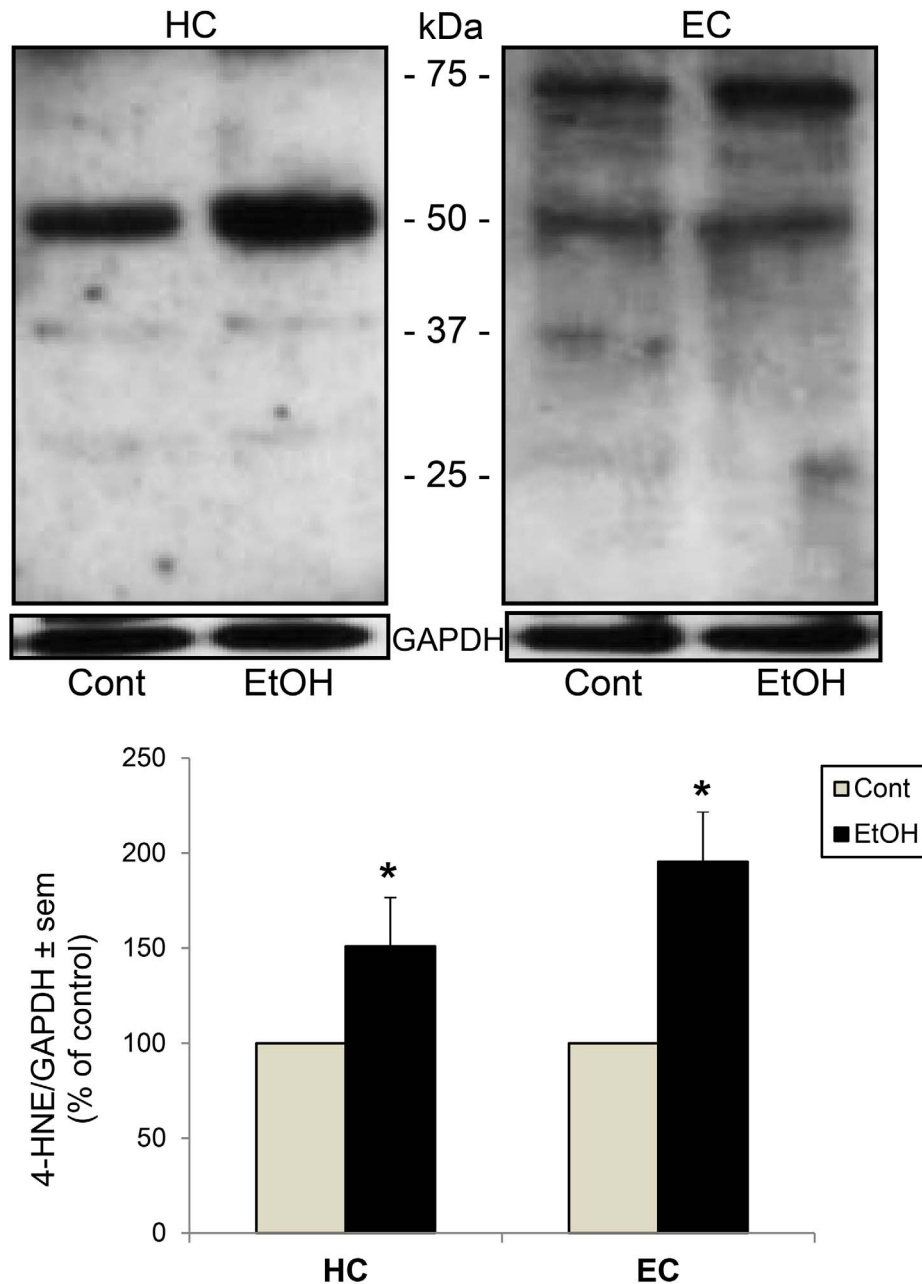 HC kDa EC
- 75 -
- 50 -
- 37 -
- 25 -
GAPDH
Cont EtOH Cont EtOH
250
200
150
100
50
0
4-HNE/GAPDH ± sem
(% of control)
*
*
Cont
EtOH
HC EC